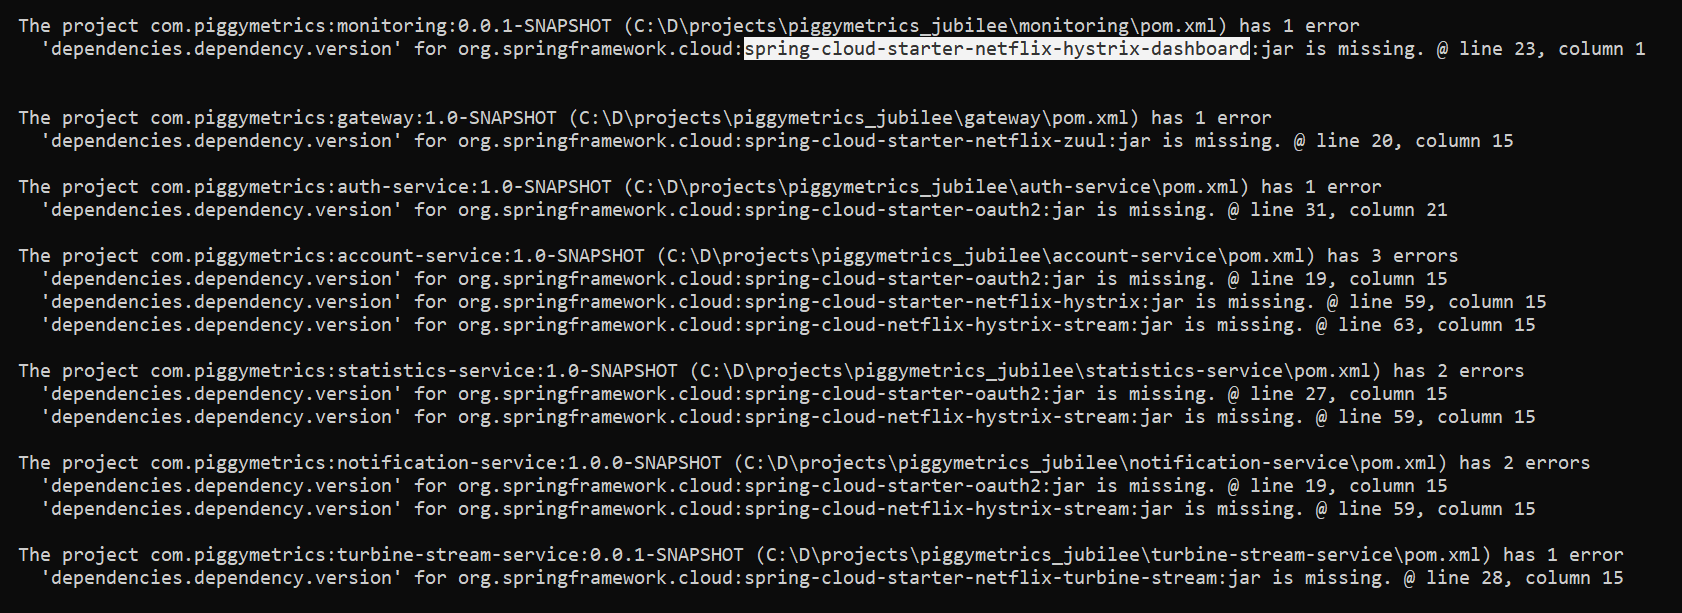 The project com.piggymetrics:monitoring:0.0.1-SNAPSHOT (C:\D\projects\piggymetrics_jubilee\monitoring\pom.xml) has 1 error
'dependencies.dependency.version' for org.springframework.cloud:spring-cloud-starter-netflix-hystrix-dashboard:jar is missing. @ line 23, column 1
The project com.piggymetrics:gateway:1.0-SNAPSHOT (C:\D\projects\piggymetrics_jubilee\gateway\pom.xml) has 1 error
'dependencies.dependency.version' for org.springframework.cloud:spring-cloud-starter-netflix-zuul:jar is missing. @ line 20, column 15
The project com.piggymetrics:auth-service:1.0-SNAPSHOT (C:\D\projects\piggymetrics_jubilee\auth-service\pom.xml) has 1 error
'dependencies.dependency.version' for org.springframework.cloud:spring-cloud-starter-oauth2:jar is missing. @ line 31, column 21
The project com.piggymetrics:account-service:1.0-SNAPSHOT (C:\D\projects\piggymetrics_jubilee\account-service\pom.xml) has 3 errors
'dependencies.dependency.version' for org.springframework.cloud:spring-cloud-starter-oauth2:jar is missing. @ line 19, column 15
'dependencies.dependency.version' for org.springframework.cloud:spring-cloud-starter-netflix-hystrix:jar is missing. @ line 59, column 15
'dependencies.dependency.version' for org.springframework.cloud:spring-cloud-netflix-hystrix-stream:jar is missing. @ line 63, column 15
The project com.piggymetrics:statistics-service:1.0-SNAPSHOT (C:\D\projects\piggymetrics_jubilee\statistics-service\pom.xml) has 2 errors
'dependencies.dependency.version' for org.springframework.cloud:spring-cloud-starter-oauth2:jar is missing. @ line 27, column 15
'dependencies.dependency.version' for org.springframework.cloud:spring-cloud-netflix-hystrix-stream:jar is missing. @ line 59, column 15
The project com.piggymetrics:notification-service:1.0.0-SNAPSHOT (C:\D\projects\piggymetrics_jubilee\notification-service\pom.xml) has 2 errors
'dependencies.dependency.version' for org.springframework.cloud:spring-cloud-starter-oauth2:jar is missing. @ line 19, column 15
'dependencies.dependency.version' for org.springframework.cloud:spring-cloud-netflix-hystrix-stream:jar is missing. @ line 59, column 15
The project com.piggymetrics:turbine-stream-service:0.0.1-SNAPSHOT (C:\D\projects\piggymetrics_jubilee\turbine-stream-service\pom.xml) has 1 error
'dependencies.dependency.version' for org.springframework.cloud:spring-cloud-starter-netflix-turbine-stream:jar is missing. @ line 28, column 15